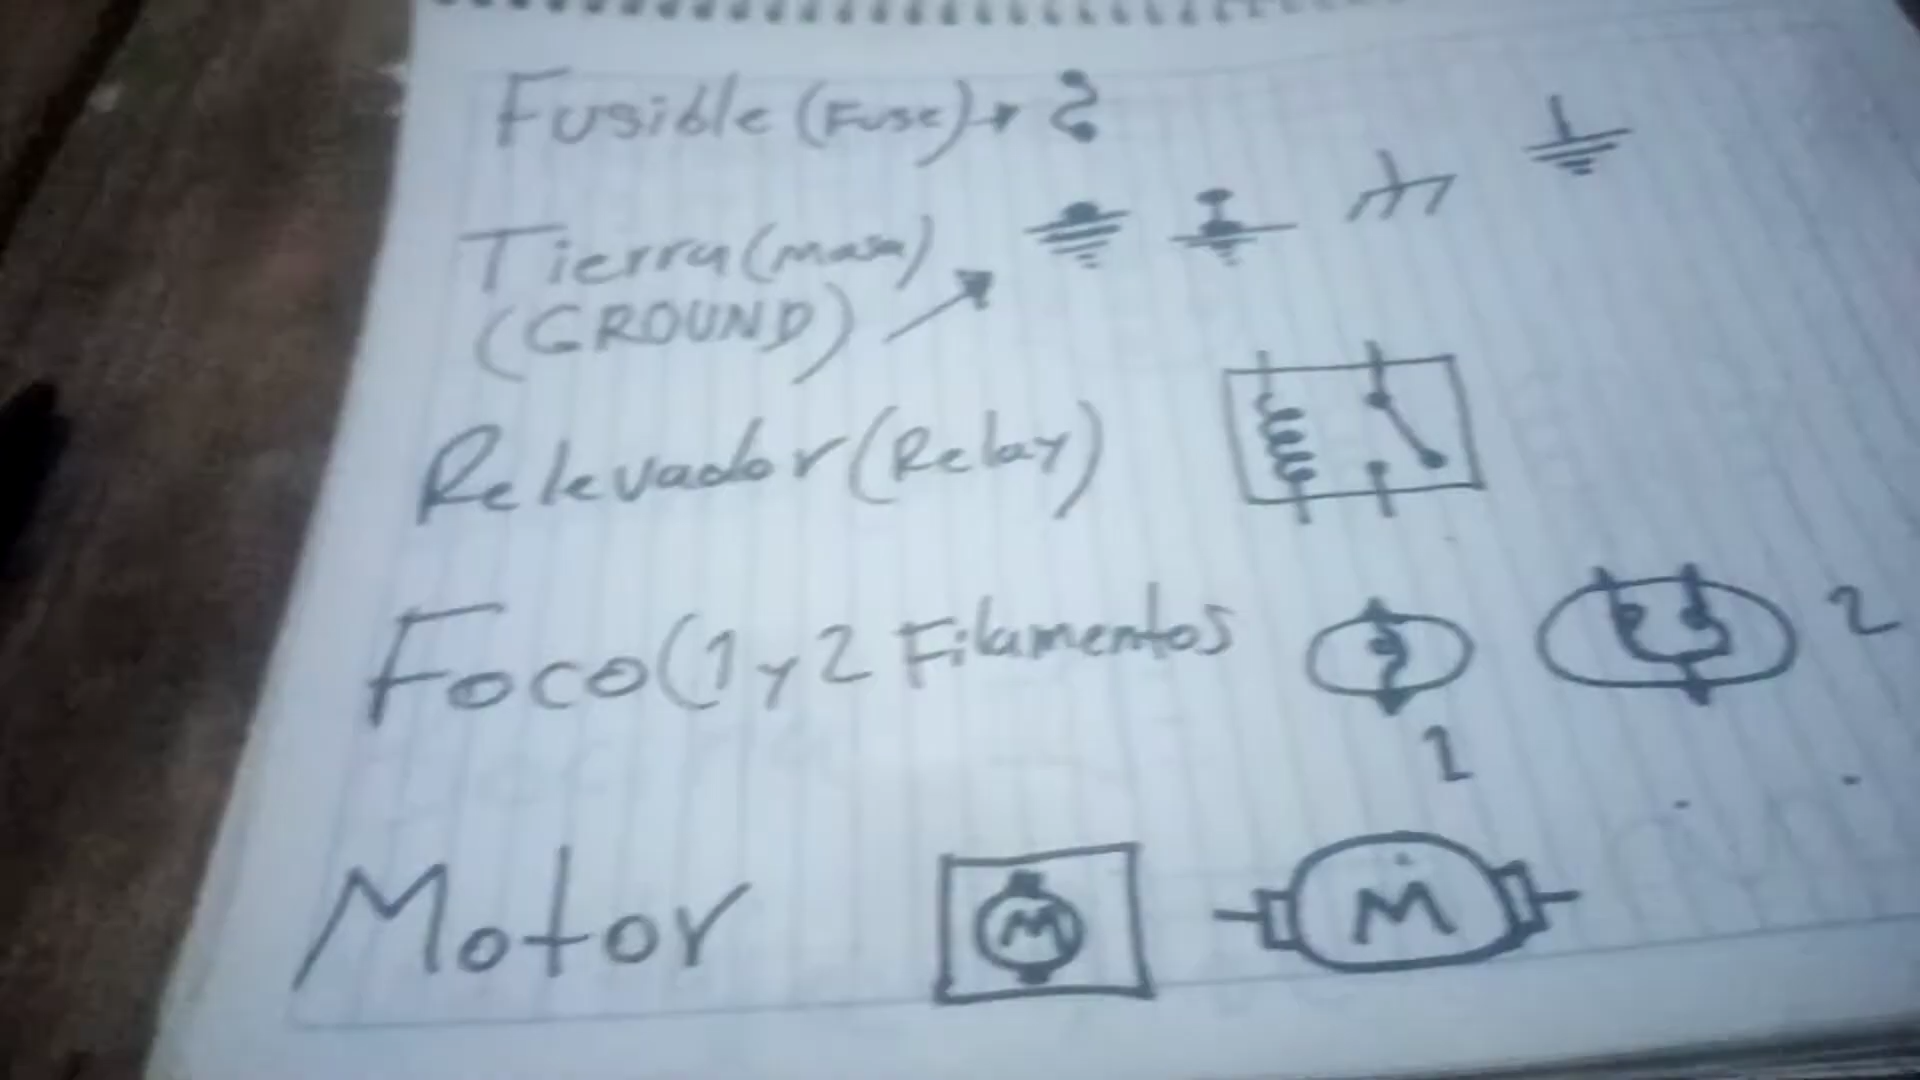 Fusible (Fuse)
Tierra (masa)
(GROUND)
Relevador (Relay)
Foco (1 y 2 Filamentos
2
1
Motor M M